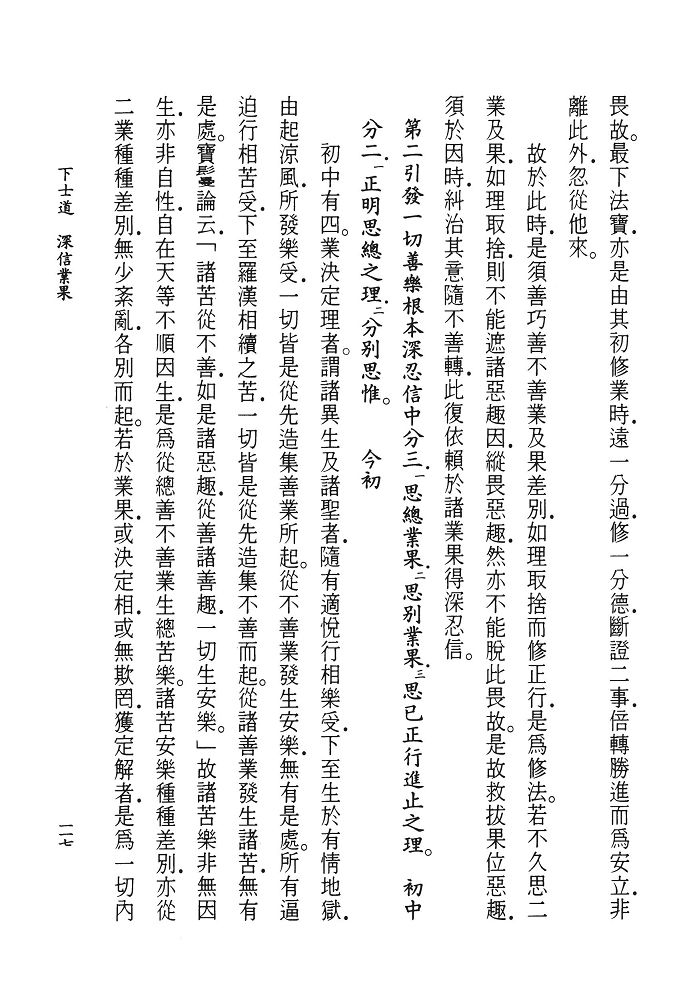 畏故。最下法寶，亦是由其初修業時，遠一分過，修一分德，斷證二事，倍轉勝進而爲安立，非
離此外，忽從他來。
故於此時，是須善巧善不善業及果差別，如理取捨而修正行，是爲修法。若不久思二
業及果，如理取捨，則不能遮諸惡趣因，縱畏惡趣，然亦不能脫此畏故。是故救拔果位惡趣，
須於因時，糾治其意隨不善轉，此復依賴於諸業果得深忍信。
第二引發一切善樂根本深忍信中分三，一思總業果，二思別業果，三思已正行進止之理。　初中
分二，一正明思總之理，二分別思惟。　今初
初中有四。業決定理者。謂諸異生及諸聖者，隨有適悅行相樂受，下至生於有情地獄，
由起涼風，所發樂受，一切皆是從先造集善業所起。從不善業發生安樂，無有是處。所有逼
迫行相苦受，下至羅漢相續之苦，一切皆是從先造集不善而起。從諸善業發生諸苦，無有
是處。寶鬘論云，「諸苦從不善，如是諸惡趣，從善諸善趣，一切生安樂。」故諸苦樂非無因
生，亦非自性，自在天等不順因生，是爲從總善不善業生總苦樂。諸苦安樂種種差別，亦從
二業種種差別，無少紊亂，各別而起。若於業果，或決定相，或無欺罔，獲定解者，是爲一切內
下士道　深信業果
一一七